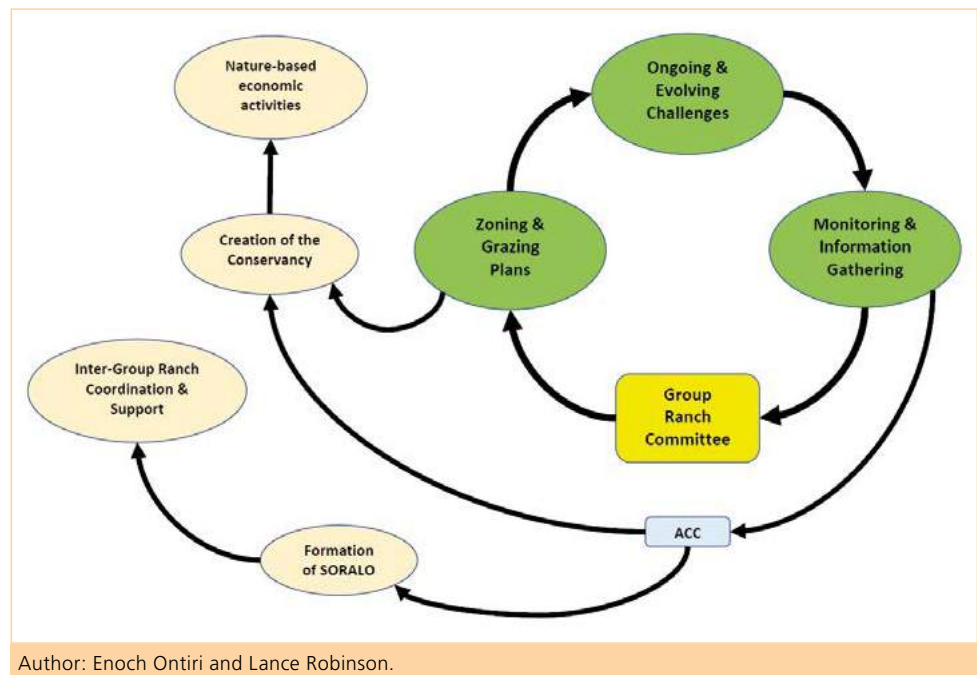 Nature-based
economic
activities
Ongoing &
Evolving
Challenges
Creation of the
Conservancy
Zoning &
Grazing
Plans
Monitoring &
Information
Gathering
Inter-Group Ranch
Coordination &
Support
Group
Ranch
Committee
ACC
Formation
of SORALO
Author: Enoch Ontiri and Lance Robinson.